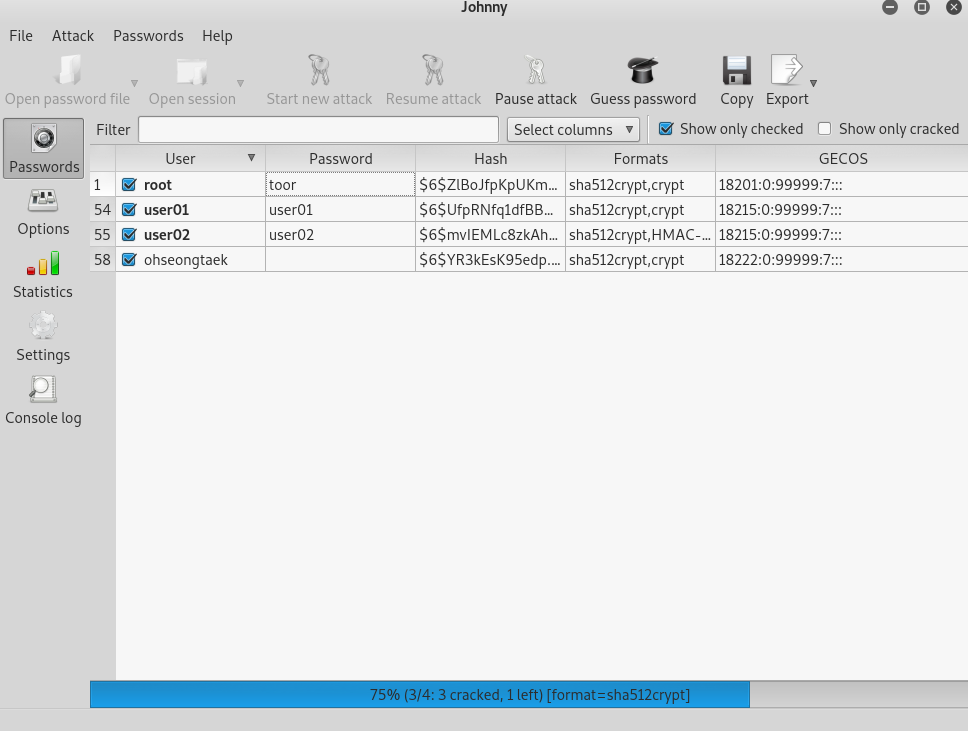 Johnny
File Attack Passwords Help
Open password file Open session Start new attack Resume attack Pause attack Guess password Copy Export
Passwords
Options
Statistics
Settings
Console log
Filter Select columns Show only checked Show only cracked
User Password Hash Formats GECOS
1 root toor $6$ZlBoJfpKpUKm... sha512crypt,crypt 18201:0:99999:7:::
54 user01 user01 $6$UfpRNfq1dfBB... sha512crypt,crypt 18215:0:99999:7:::
55 user02 user02 $6$mvIEMLc8zkAh... sha512crypt,HMAC-... 18215:0:99999:7:::
58 ohseongtaek $6$YR3kEsK95edp.... sha512crypt,crypt 18222:0:99999:7:::
75% (3/4: 3 cracked, 1 left) [format=sha512crypt]